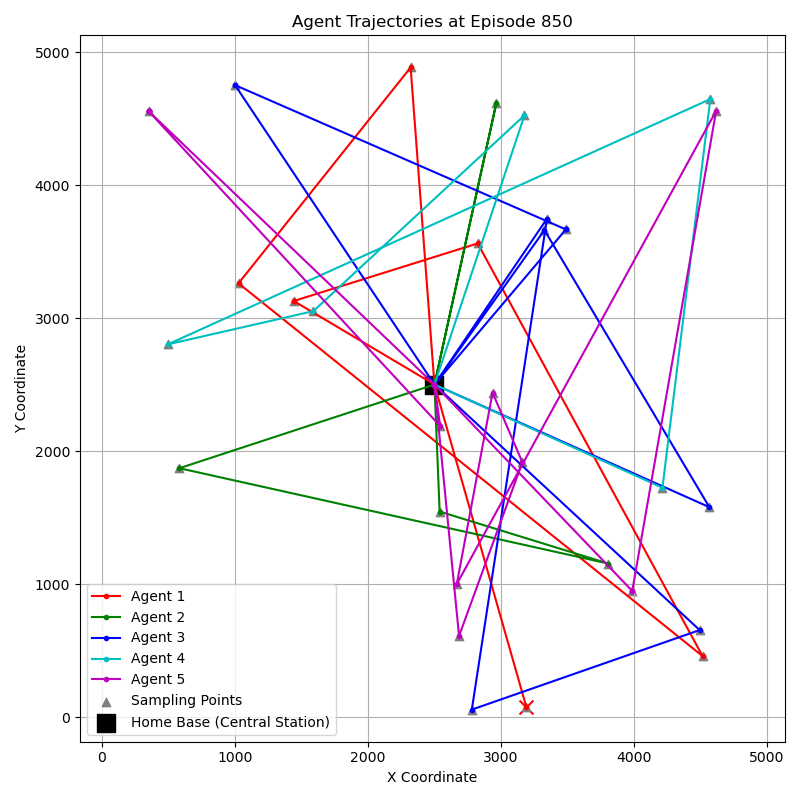 Agent Trajectories at Episode 850
Y Coordinate
5000
4000
3000
2000
1000
0
Agent 1
Agent 2
Agent 3
Agent 4
Agent 5
Sampling Points
Home Base (Central Station)
0 1000 2000 3000 4000 5000
X Coordinate